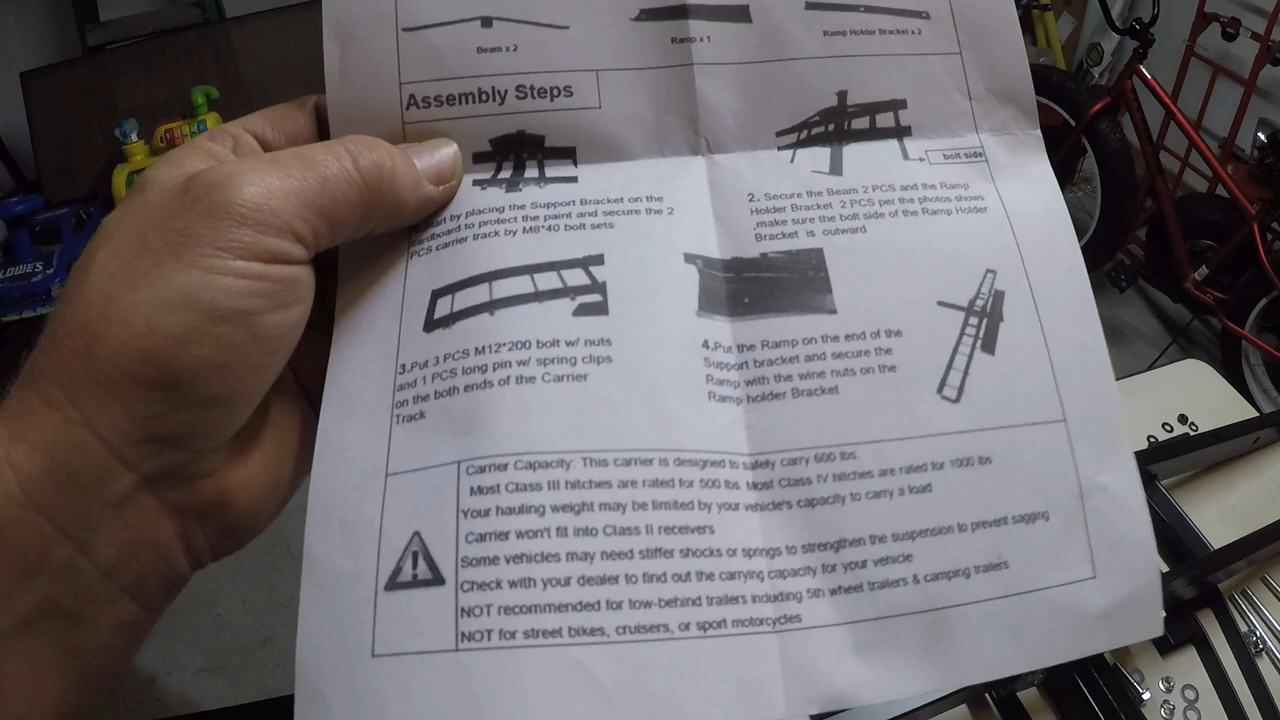 Beam x 2
Ramp x 1
Ramp Holder Bracket x 2
Assembly Steps
bolt side
by placing the Support Bracket on the
to protect the paint and secure the 2
PCS carrier track by M8*40 bolt sets
2. Secure the Beam 2 PCS and the Ramp
Holder Bracket 2 PCS per the photos shows
,make sure the bolt side of the Ramp Holder
Bracket is outward
3.Put 3 PCS M12*200 bolt w/ nuts
and 1 PCS long pin w/ spring clips
on the both ends of the Carrier
Track
4.Put the Ramp on the end of the
Support bracket and secure the
Ramp with the wine nuts on the
Ramp holder Bracket
Carrier Capacity: This carrier is designed to safely carry 600 lbs.
Most Class III hitches are rated for 500 lbs Most Class IV hitches are rated for 1000 lbs
Your hauling weight may be limited by your vehicle's capacity to carry a load
Carrier won't fit into Class II receivers
Some vehicles may need stiffer shocks or springs to strengthen the suspension to prevent sagging
Check with your dealer to find out the carrying capacity for your vehicle
NOT recommended for tow-behind trailers including 5th wheel trailers & camping trailers
NOT for street bikes, cruisers, or sport motorcycles
LOWE'S